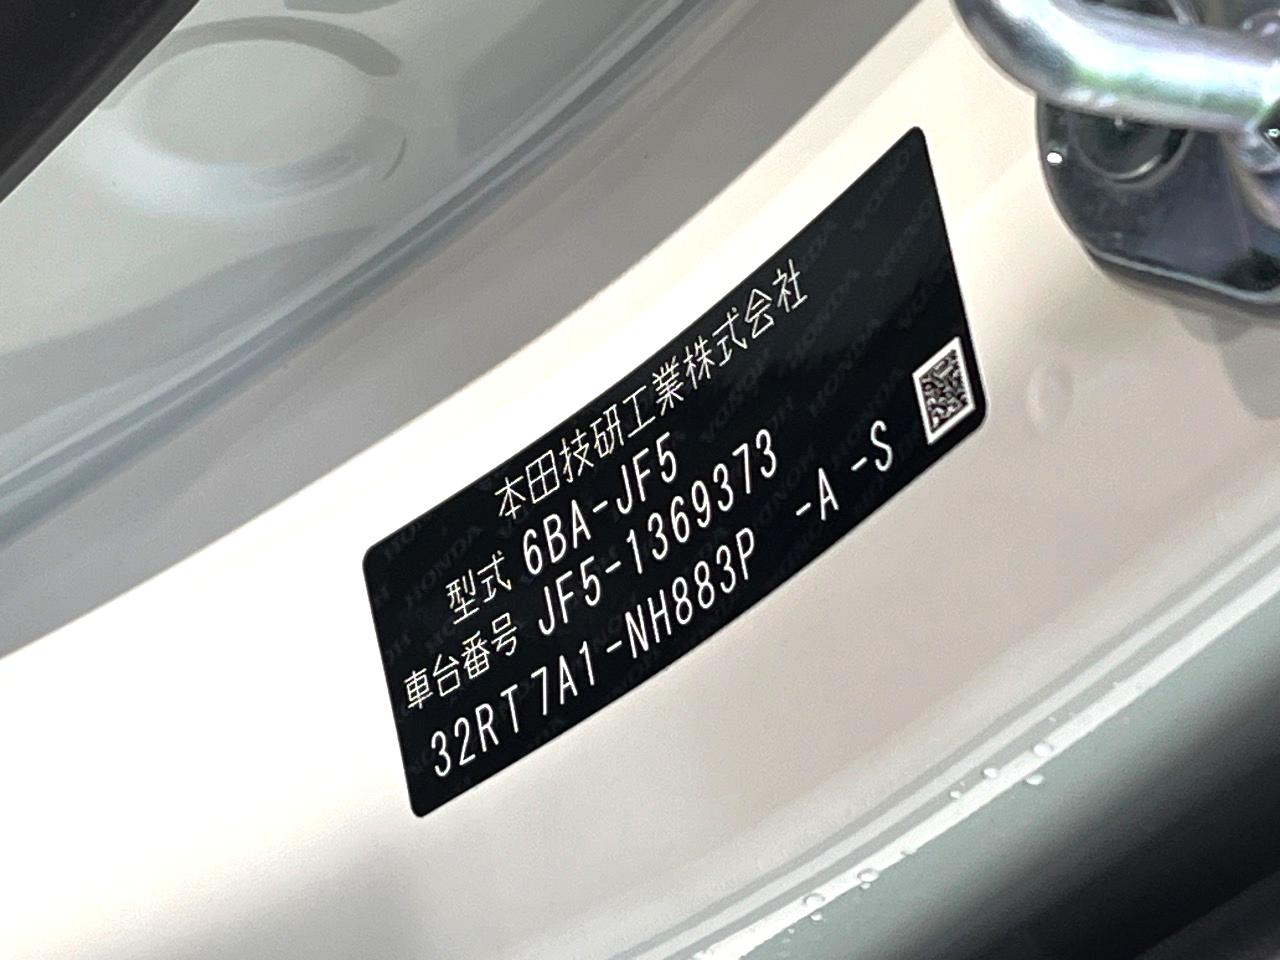 本田技研工業株式会社
型式 6BA-JF5
車台番号 JF5-1369373
32RT7A1-NH883P -A -S